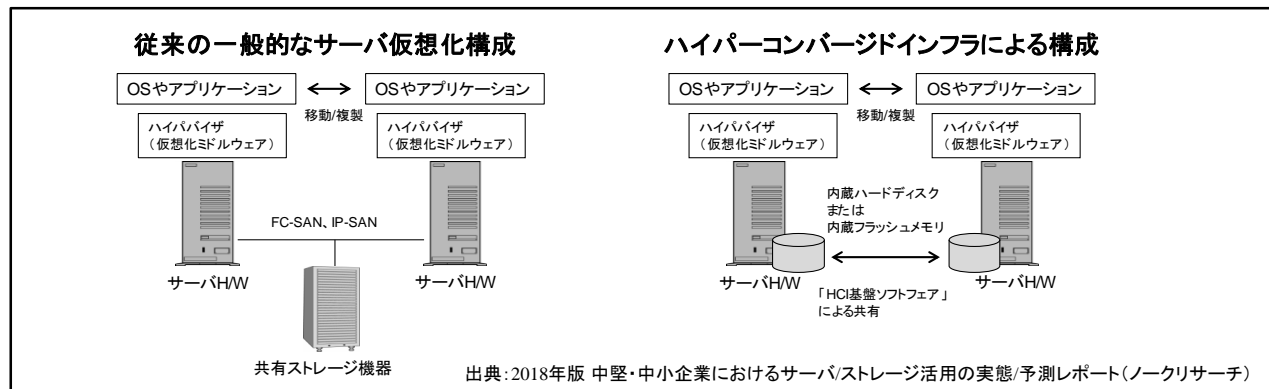 従来の一般的なサーバ仮想化構成
OSやアプリケーション
OSやアプリケーション
移動/複製
ハイパバイザ
(仮想化ミドルウェア)
ハイパバイザ
(仮想化ミドルウェア)
FC-SAN、IP-SAN
サーバH/W
サーバH/W
共有ストレージ機器
ハイパーコンバージドインフラによる構成
OSやアプリケーション
OSやアプリケーション
移動/複製
ハイパバイザ
(仮想化ミドルウェア)
ハイパバイザ
(仮想化ミドルウェア)
内蔵ハードディスク
または
内蔵フラッシュメモリ
サーバH/W
サーバH/W
「HCI基盤ソフトフェア」
による共有
出典:2018年版 中堅・中小企業におけるサーバ/ストレージ活用の実態/予測レポート(ノークリサーチ)